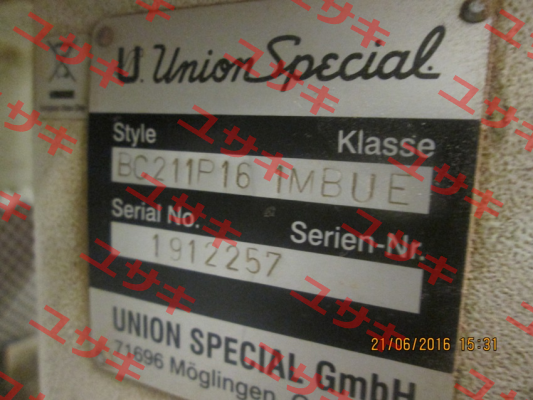 Union Special
Style Klasse
BC211P16 1MBUE
Serial No. Serien-Nr.
1912257
UNION SPECIAL GmbH
71696 Möglingen,
21/06/2016 15:31
ユサキ